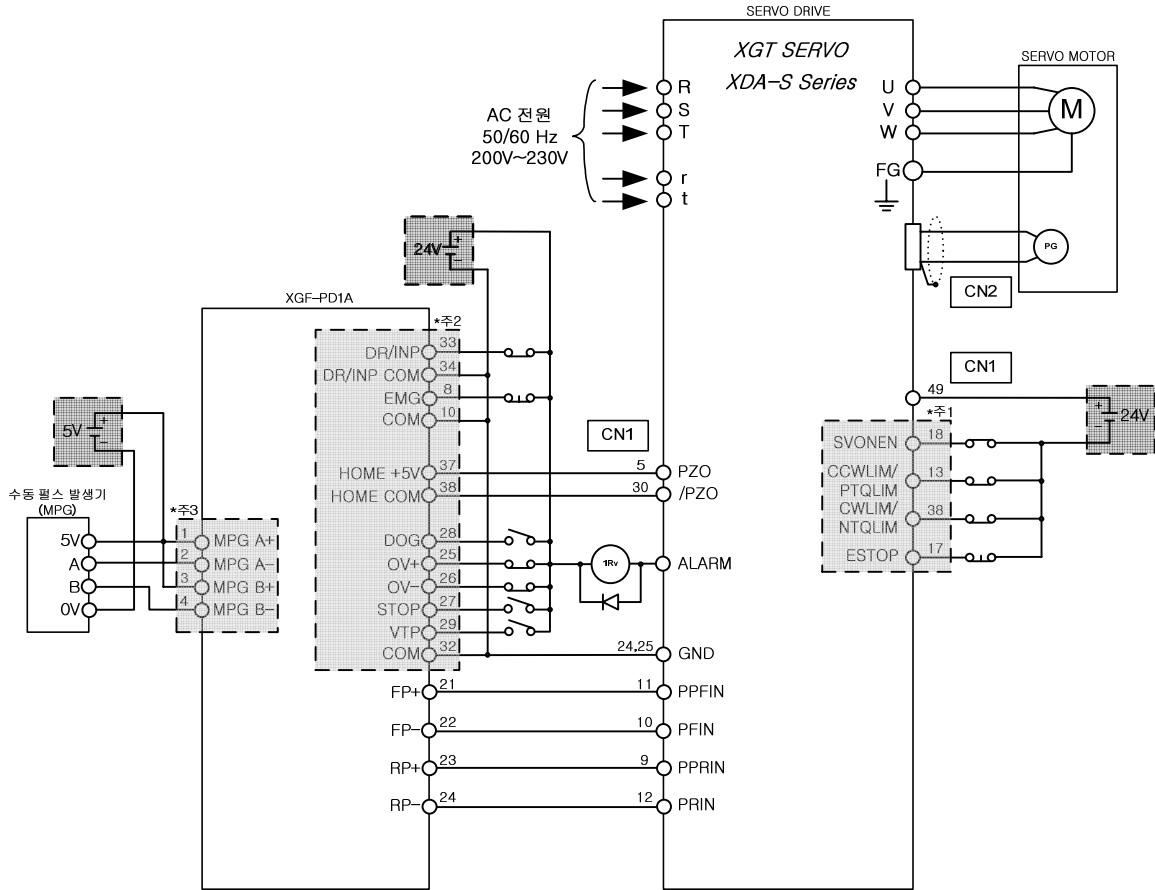 SERVO DRIVE
XGT SERVO
XDA-S Series
SERVO MOTOR
AC 전원
50/60 Hz
200V~230V
R
S
T
r
t
U
V
W
FG
M
PG
CN2
CN1
24V
+
-
XGF-PD1A
*주2
DR/INP 33
DR/INP COM 34
EMG 8
COM 10
HOME +5V 37
HOME COM 38
DOG 28
OV+ 25
OV- 26
STOP 27
VTP 29
COM 32
FP+ 21
FP- 22
RP+ 23
RP- 24
5V
+
-
수동 펄스 발생기
(MPG)
5V
A
B
0V
*주3
1 MPG A+
2 MPG A-
3 MPG B+
4 MPG B-
CN1
5 PZO
30 /PZO
1Rv
ALARM
24,25 GND
11 PPFIN
10 PFIN
9 PPRIN
12 PRIN
49
*주1
+
-
24V
SVONEN 18
CCWLIM/
PTQLIM 13
CWLIM/
NTQLIM 38
ESTOP 17